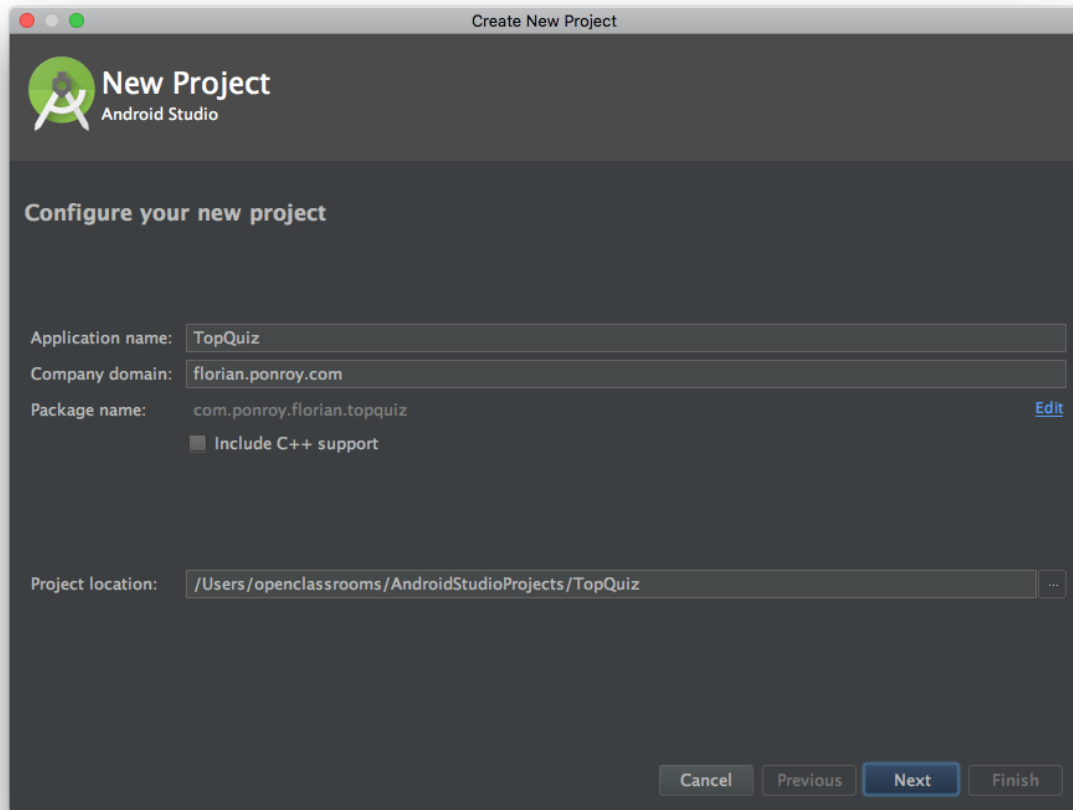 Create New Project
New Project
Android Studio
Configure your new project
Application name: TopQuiz
Company domain: florian.ponroy.com
Package name: com.ponroy.florian.topquiz Edit
Include C++ support
Project location: /Users/openclassrooms/AndroidStudioProjects/TopQuiz ...
Cancel Previous Next Finish